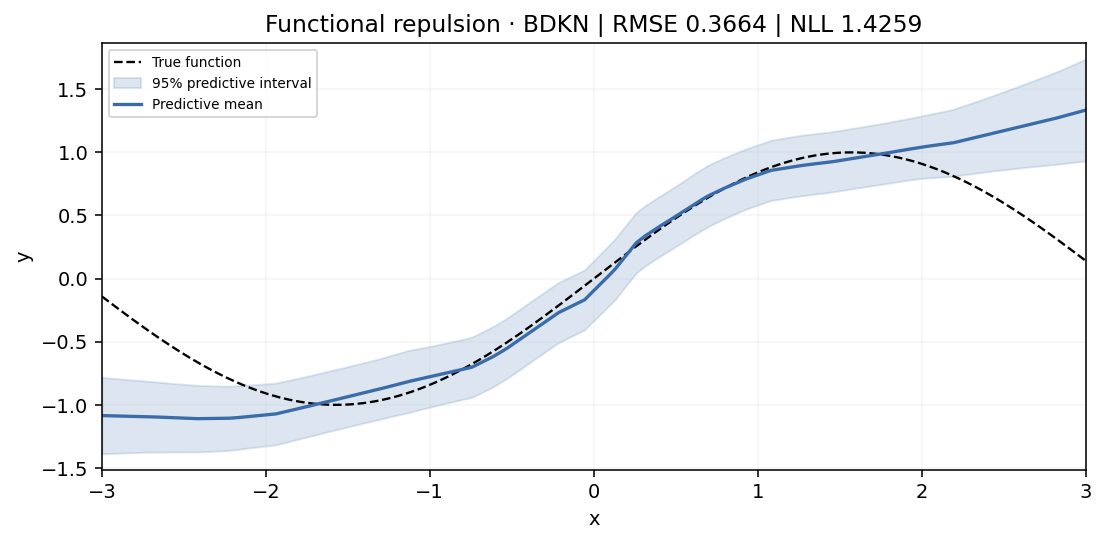 Functional repulsion · BDKN | RMSE 0.3664 | NLL 1.4259
True function
95% predictive interval
Predictive mean
y
1.5
1.0
0.5
0.0
−0.5
−1.0
−1.5
−3 −2 −1 0 1 2 3
x